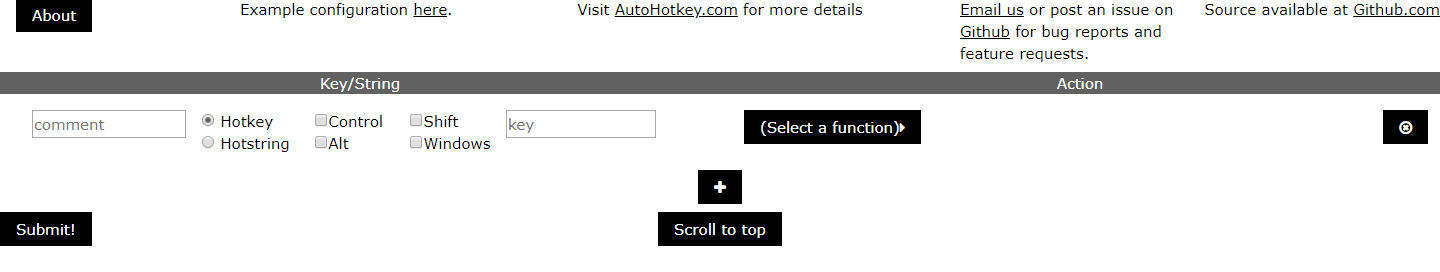 About
Example configuration here.
Visit AutoHotkey.com for more details
Email us or post an issue on
Github for bug reports and
feature requests.
Source available at Github.com
Key/String
Action
comment
Hotkey
Hotstring
Control
Alt
Shift
Windows
key
(Select a function)
Submit!
Scroll to top